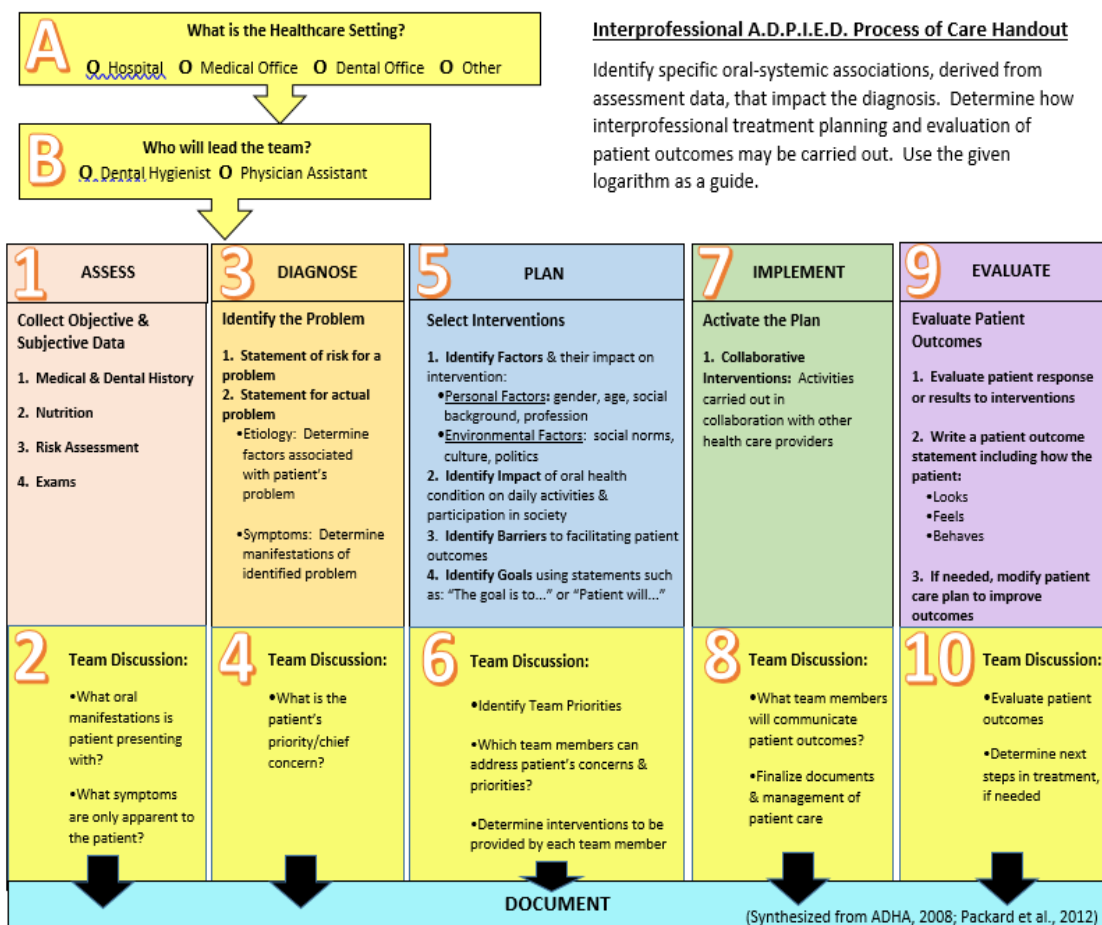 A
What is the Healthcare Setting?
O Hospital O Medical Office O Dental Office O Other
B
Who will lead the team?
O Dental Hygienist O Physician Assistant
Interprofessional A.D.P.I.E.D. Process of Care Handout
Identify specific oral-systemic associations, derived from
assessment data, that impact the diagnosis. Determine how
interprofessional treatment planning and evaluation of
patient outcomes may be carried out. Use the given
logarithm as a guide.
1
ASSESS
Collect Objective &
Subjective Data
1. Medical & Dental History
2. Nutrition
3. Risk Assessment
4. Exams
2
Team Discussion:
•What oral
manifestations is
patient presenting
with?
•What symptoms
are only apparent to
the patient?
3
DIAGNOSE
Identify the Problem
1. Statement of risk for a
problem
2. Statement for actual
problem
•Etiology: Determine
factors associated
with patient's
problem
•Symptoms: Determine
manifestations of
identified problem
4
Team Discussion:
•What is the
patient's
priority/chief
concern?
5
PLAN
Select Interventions
1. Identify Factors & their impact on
intervention:
•Personal Factors: gender, age, social
background, profession
•Environmental Factors: social norms,
culture, politics
2. Identify Impact of oral health
condition on daily activities &
participation in society
3. Identify Barriers to facilitating patient
outcomes
4. Identify Goals using statements such
as: "The goal is to…" or "Patient will…"
6
Team Discussion:
•Identify Team Priorities
•Which team members can
address patient's concerns &
priorities?
•Determine interventions to be
provided by each team member
7
IMPLEMENT
Activate the Plan
1. Collaborative
Interventions: Activities
carried out in
collaboration with other
health care providers
8
Team Discussion:
•What team members
will communicate
patient outcomes?
•Finalize documents
& management of
patient care
9
EVALUATE
Evaluate Patient
Outcomes
1. Evaluate patient response
or results to interventions
2. Write a patient outcome
statement including how the
patient:
•Looks
•Feels
•Behaves
3. If needed, modify patient
care plan to improve
outcomes
10
Team Discussion:
•Evaluate patient
outcomes
•Determine next
steps in treatment,
if needed
DOCUMENT
(Synthesized from ADHA, 2008; Packard et al., 2012)